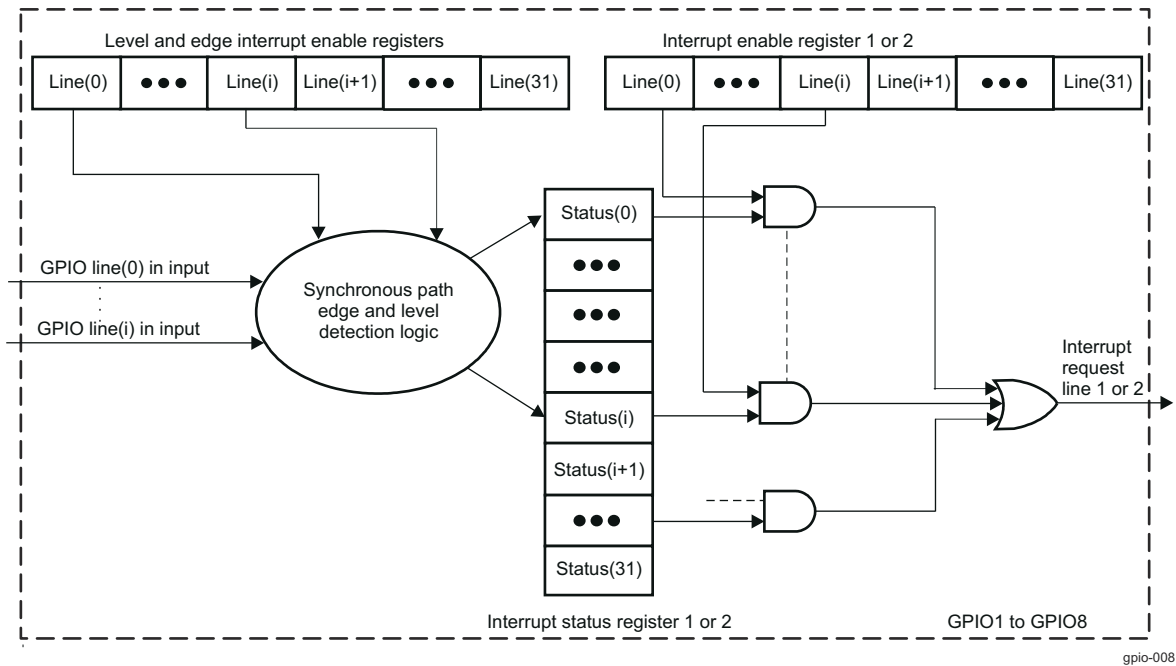 Level and edge interrupt enable registers
Line(0) ●●● Line(i) Line(i+1) ●●● Line(31)
Interrupt enable register 1 or 2
Line(0) ●●● Line(i) Line(i+1) ●●● Line(31)
GPIO line(0) in input
GPIO line(i) in input
Synchronous path
edge and level
detection logic
Status(0)
●●●
●●●
●●●
Status(i)
Status(i+1)
●●●
Status(31)
Interrupt
request
line 1 or 2
Interrupt status register 1 or 2
GPIO1 to GPIO8
gpio-008